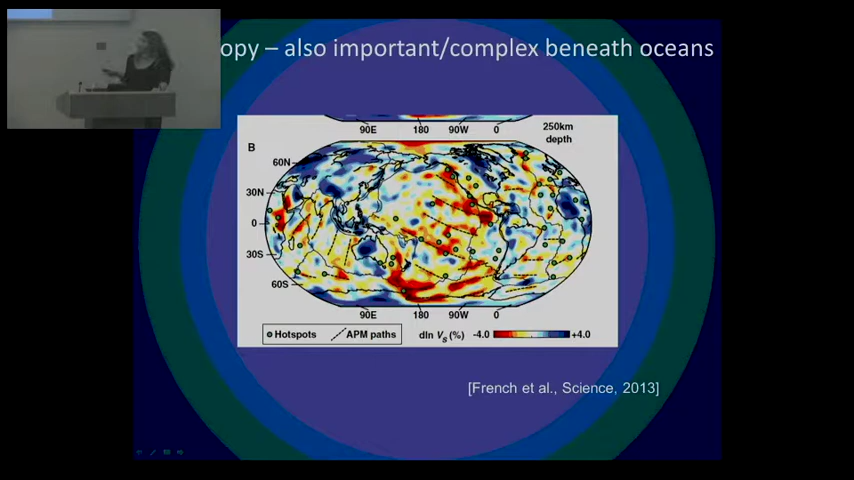 opy – also important/complex beneath oceans
90E 180 90W 0
250km
depth
B
60N
30N
0
30S
60S
90E 180 90W 0
Hotspots APM paths dln Vs (%) -4.0 +4.0
[French et al., Science, 2013]